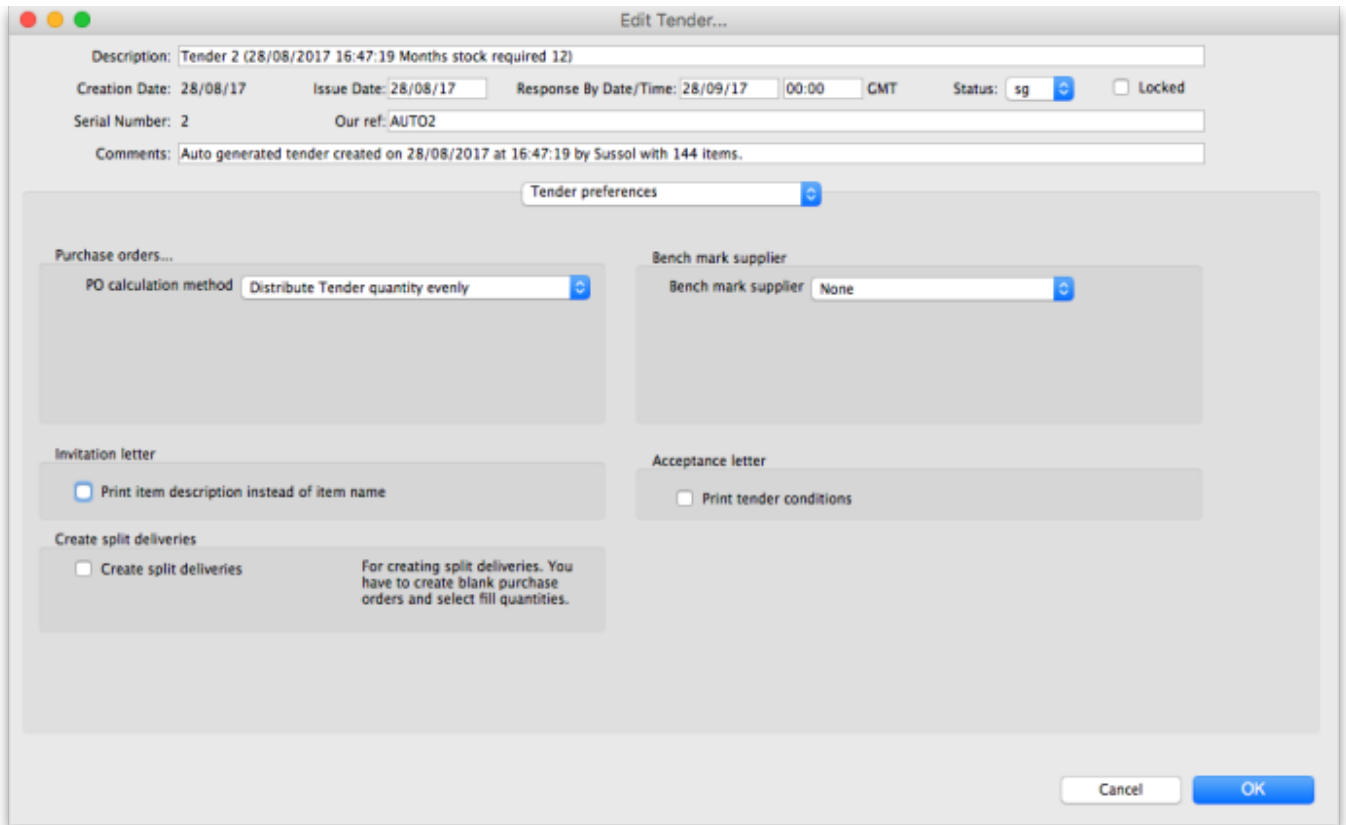 Edit Tender...
Description: Tender 2 (28/08/2017 16:47:19 Months stock required 12)
Creation Date: 28/08/17 Issue Date: 28/08/17 Response By Date/Time: 28/09/17 00:00 GMT Status: sg Locked
Serial Number: 2 Our ref: AUTO2
Comments: Auto generated tender created on 28/08/2017 at 16:47:19 by Sussol with 144 items.
Tender preferences
Purchase orders...
PO calculation method Distribute Tender quantity evenly
Bench mark supplier
Bench mark supplier None
Invitation letter
Print item description instead of item name
Acceptance letter
Print tender conditions
Create split deliveries
Create split deliveries
For creating split deliveries. You
have to create blank purchase
orders and select fill quantities.
Cancel OK